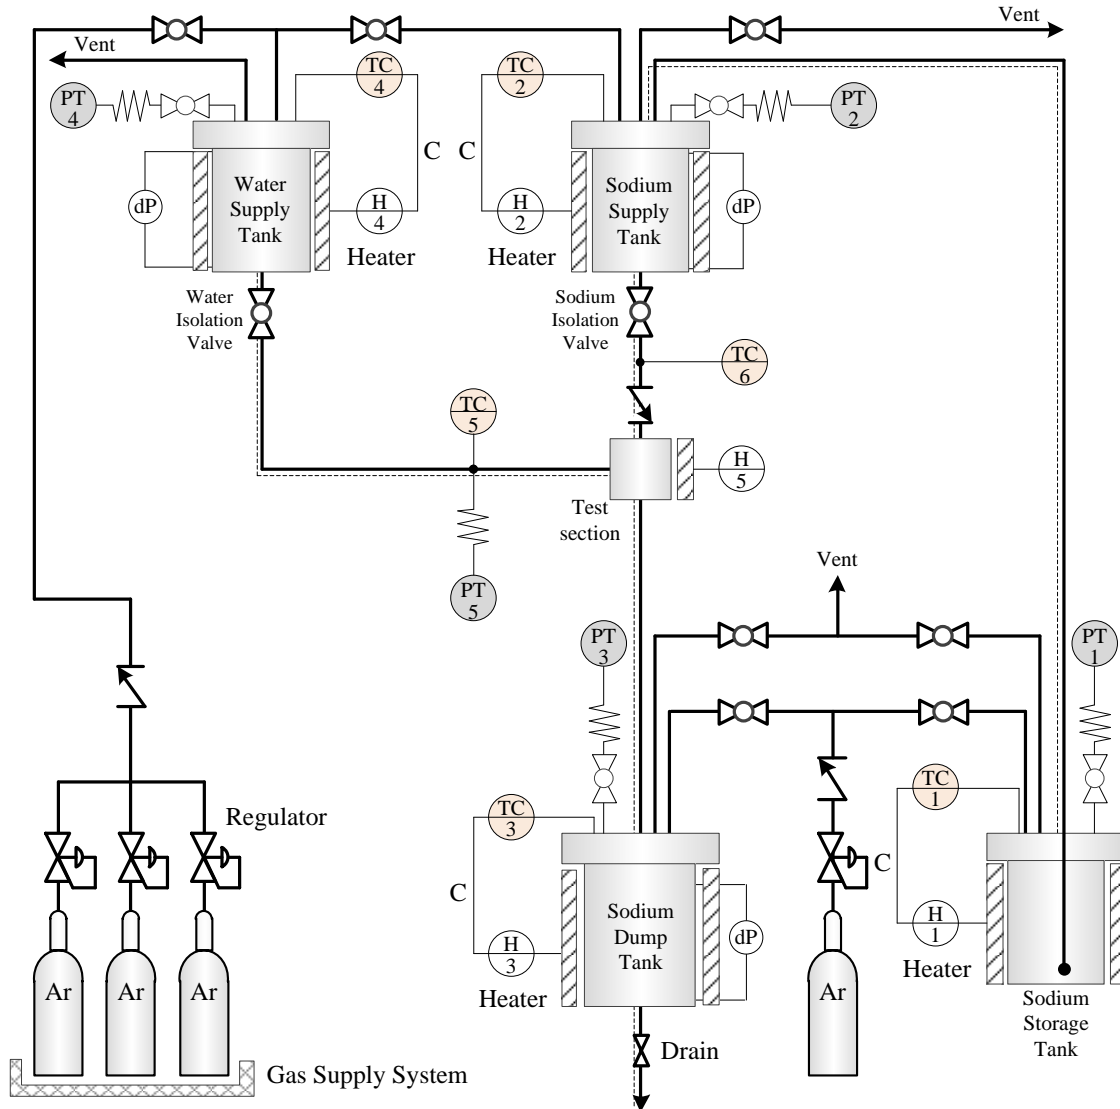 Vent
Vent
TC
4
TC
2
PT
4
PT
2
C
C
Water
Supply
Tank
Sodium
Supply
Tank
dP
dP
H
4
H
2
Heater
Heater
Water
Isolation
Valve
Sodium
Isolation
Valve
TC
6
TC
5
H
5
Test
section
Vent
PT
5
PT
3
PT
1
TC
1
TC
3
Regulator
C
C
Sodium
Dump
Tank
dP
H
3
H
1
Heater
Heater
Ar
Ar
Ar
Ar
Sodium
Storage
Tank
Drain
Gas Supply System